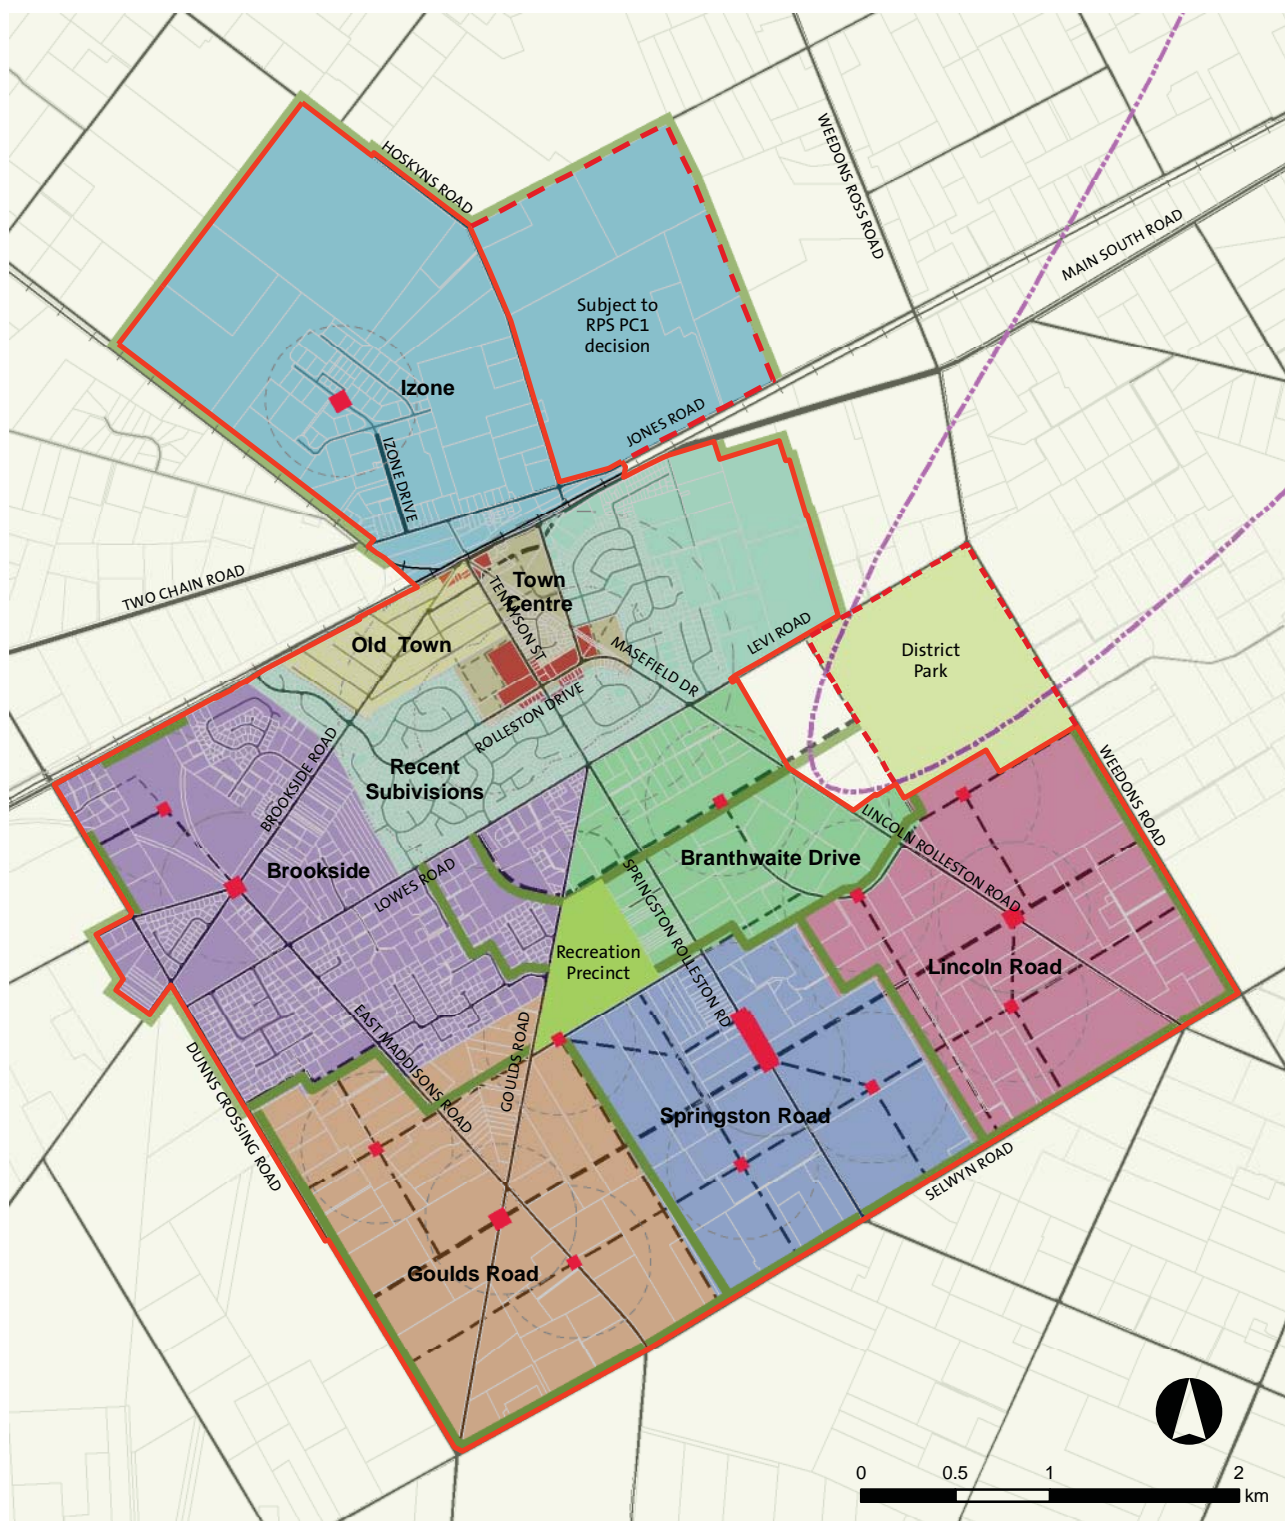 WEEDONS ROSS ROAD
HOSKYNS ROAD
MAIN SOUTH ROAD
Subject to
RPS PC1
decision
Izone
JONES ROAD
IZONE DRIVE
TWO CHAIN ROAD
Town
Centre
TENNYSON ST
Old Town
MASEFIELD DR
LEVI ROAD
District
Park
ROLLESTON DRIVE
Recent
Subivisions
BROOKSIDE ROAD
WEEDONS ROAD
LINCOLN ROLLESTON ROAD
Branthwaite Drive
Brookside
LOWES ROAD
SPRINGSTON ROLLESTON RD
Recreation
Precinct
Lincoln Road
EAST MADDISONS ROAD
GOULDS ROAD
DUNNS CROSSING ROAD
Springston Road
SELWYN ROAD
Goulds Road
0 0.5 1 2
km